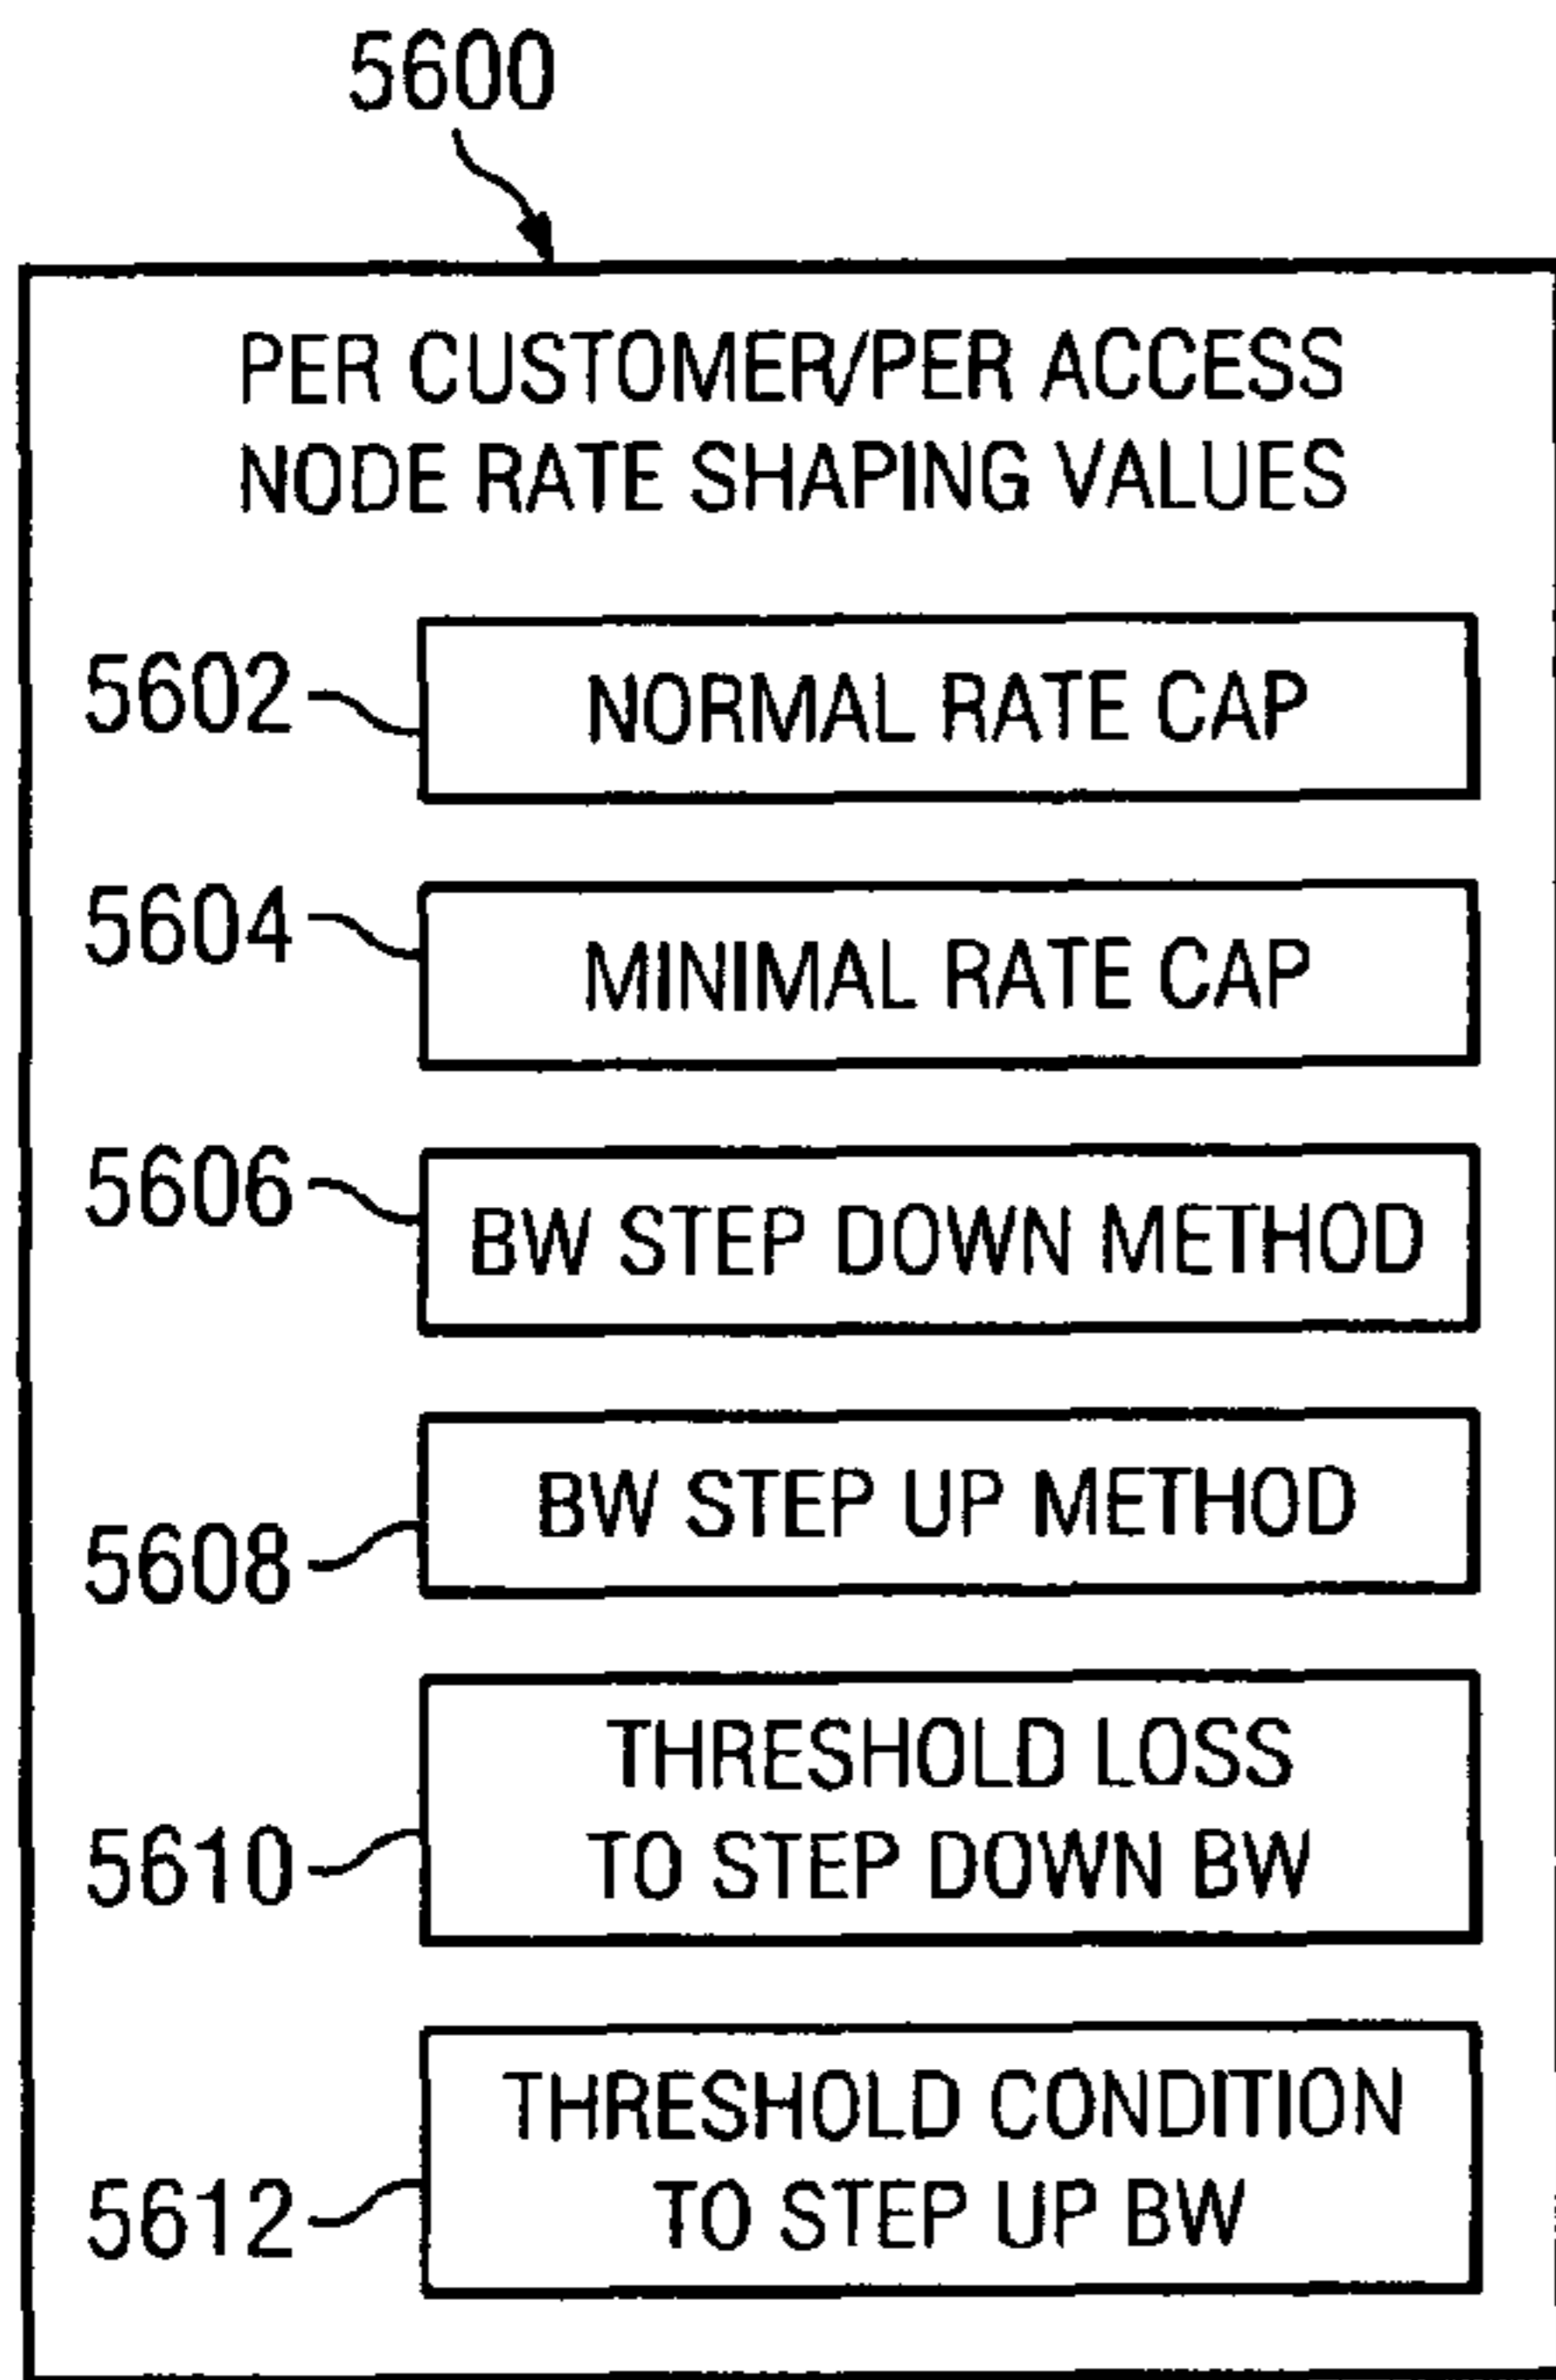 5600
PER CUSTOMER/PER ACCESS
NODE RATE SHAPING VALUES
5602
NORMAL RATE CAP
5604
MINIMAL RATE CAP
5606
BW STEP DOWN METHOD
5608
BW STEP UP METHOD
5610
THRESHOLD LOSS
TO STEP DOWN BW
5612
THRESHOLD CONDITION
TO STEP UP BW